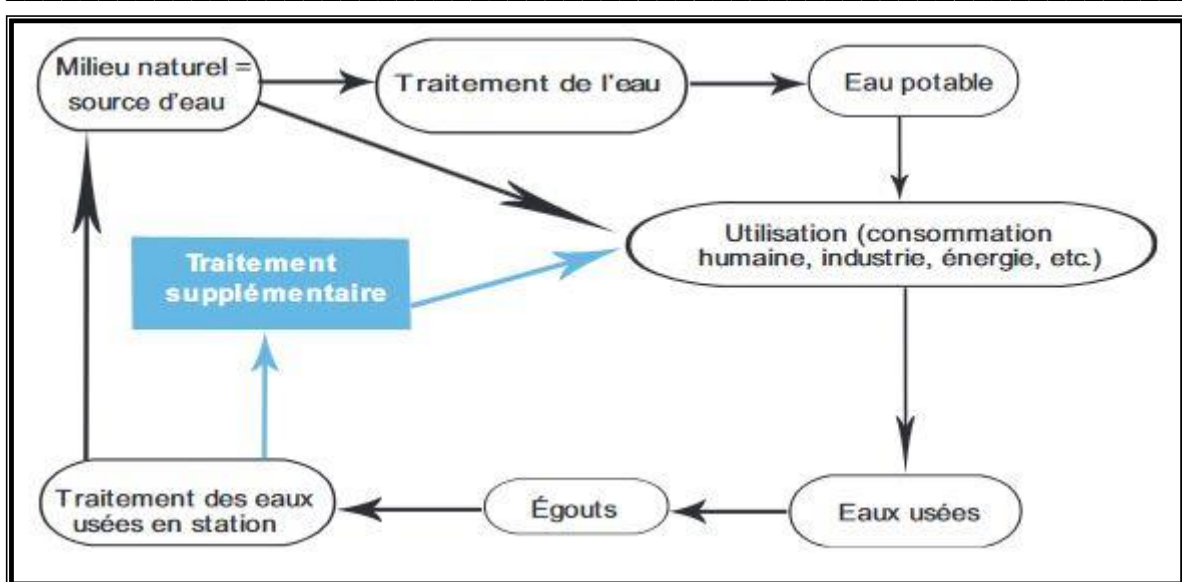 Milieu naturel =
source d'eau
Traitement de l'eau
Eau potable
Utilisation (consommation
humaine, industrie, énergie, etc.)
Traitement
supplémentaire
Traitement des eaux
usées en station
Égouts
Eaux usées